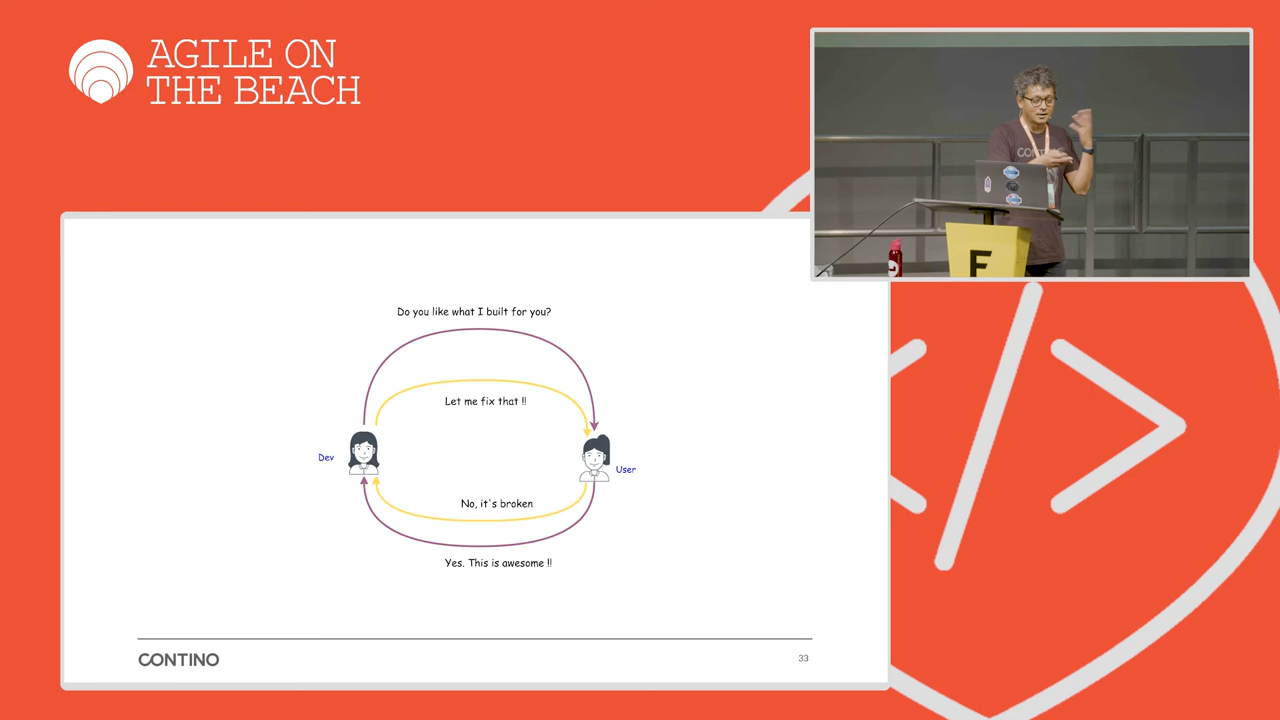 AGILE ON
THE BEACH
Do you like what I built for you?
Let me fix that !!
Dev
User
No, it's broken
Yes. This is awesome !!
CONTINO
33
F